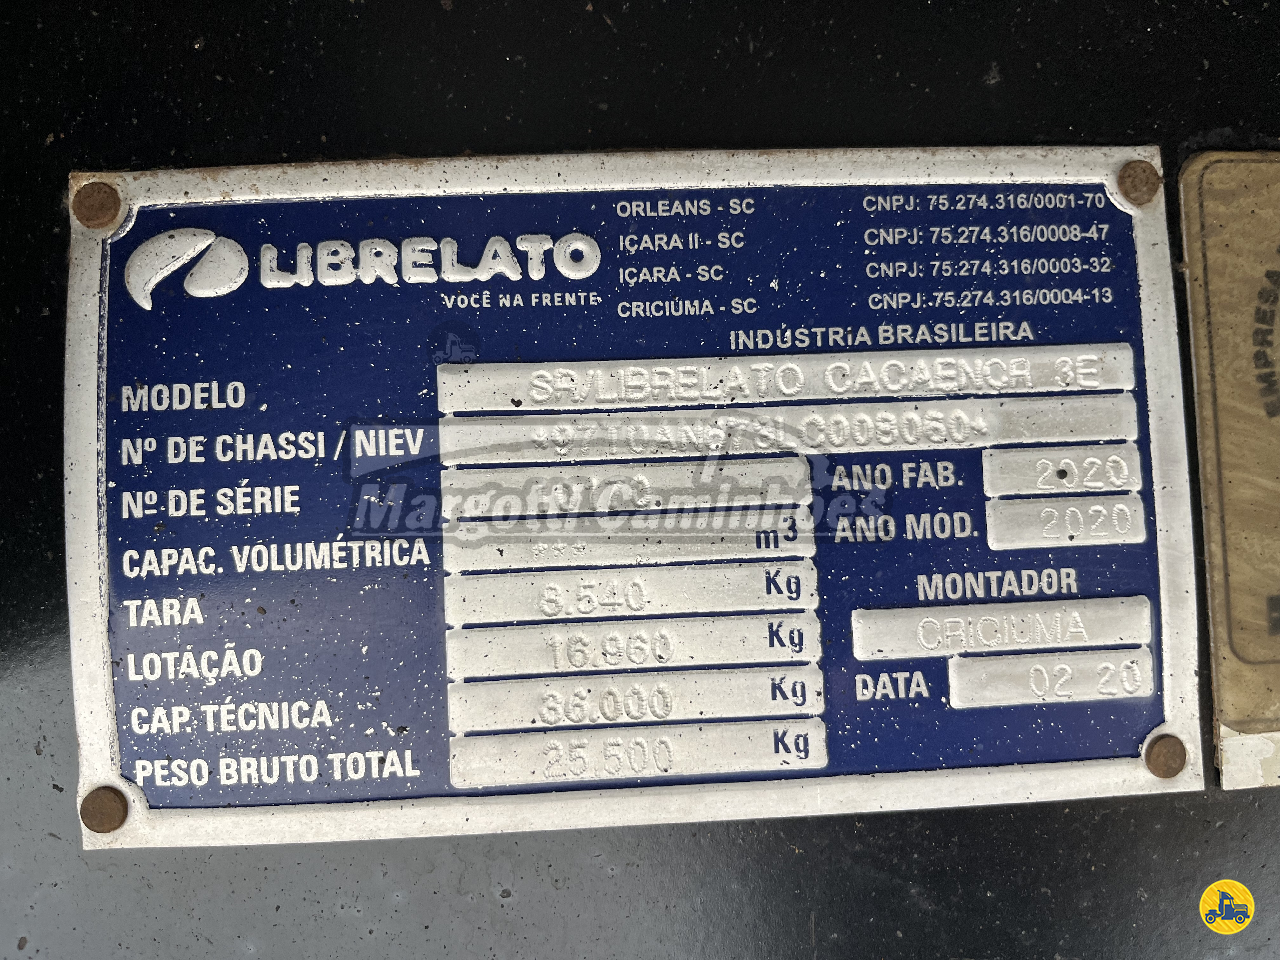 LIBRELATO
VOCÊ NA FRENTE
ORLEANS - SC CNPJ: 75.274.316/0001-70
IÇARA II - SC CNPJ: 75.274.316/0008-47
IÇARA - SC CNPJ: 75.274.316/0003-32
CRICIÚMA - SC CNPJ: 75.274.316/0004-13
INDÚSTRIA BRASILEIRA
MODELO SR/LIBRELATO CACAENCR 3E
Nº DE CHASSI / NIEV
Nº DE SÉRIE ANO FAB. 2020
CAPAC. VOLUMÉTRICA *** m³ ANO MOD. 2020
TARA 8.540 Kg
LOTAÇÃO 16.960 Kg
CAP. TÉCNICA 36.000 Kg
PESO BRUTO TOTAL 25.500 Kg
MONTADOR
CRICIUMA
DATA 02 20
Margotti Caminhões